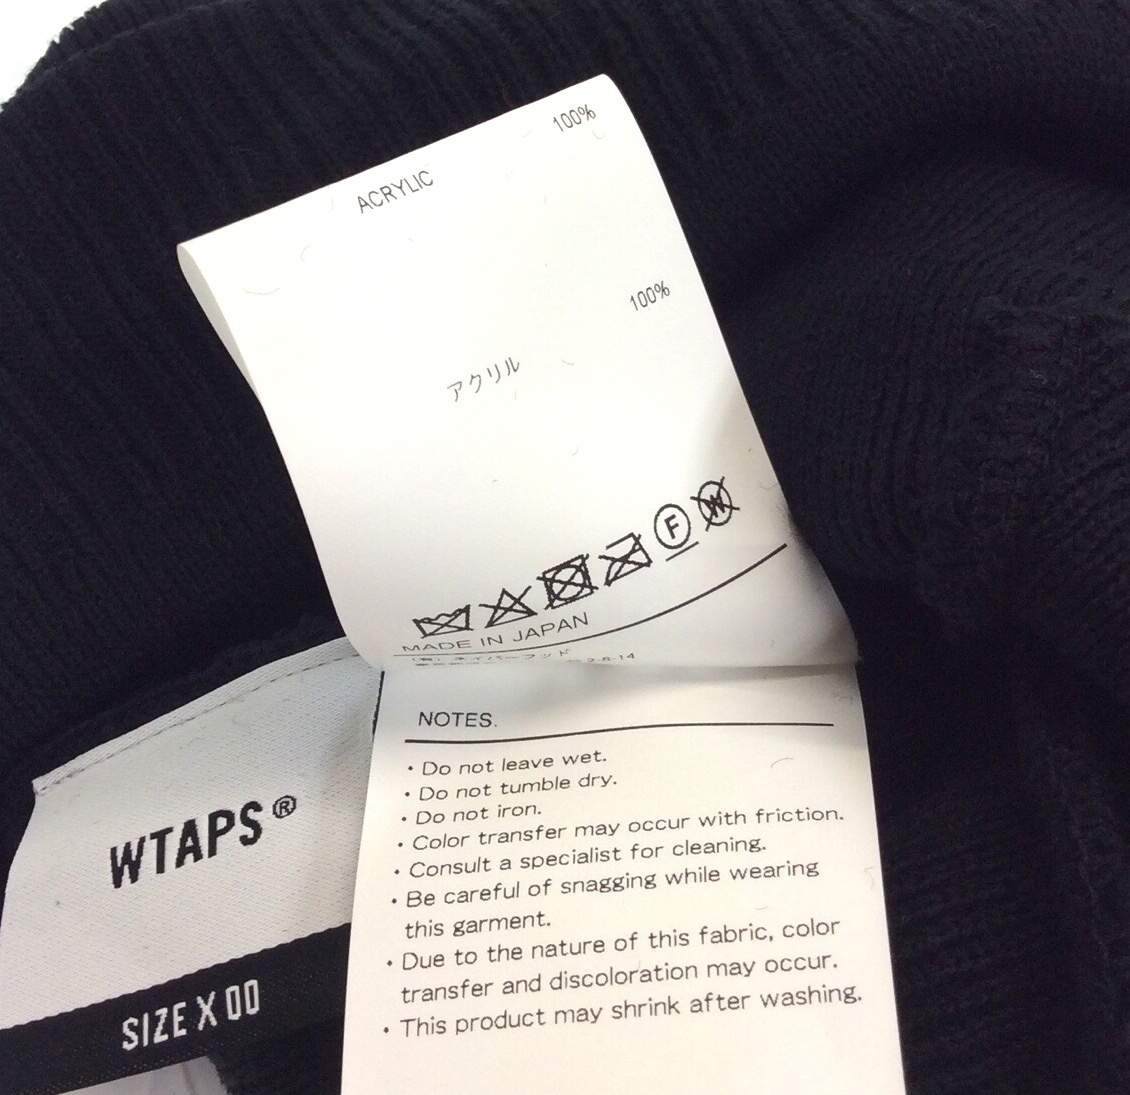 100%
ACRYLIC
100%
アクリル
F
W
MADE IN JAPAN
2-8-14
NOTES.
・Do not leave wet.
・Do not tumble dry.
・Do not iron.
・Color transfer may occur with friction.
・Consult a specialist for cleaning.
・Be careful of snagging while wearing
this garment.
・Due to the nature of this fabric, color
transfer and discoloration may occur.
・This product may shrink after washing.
WTAPS®
SIZE X 00